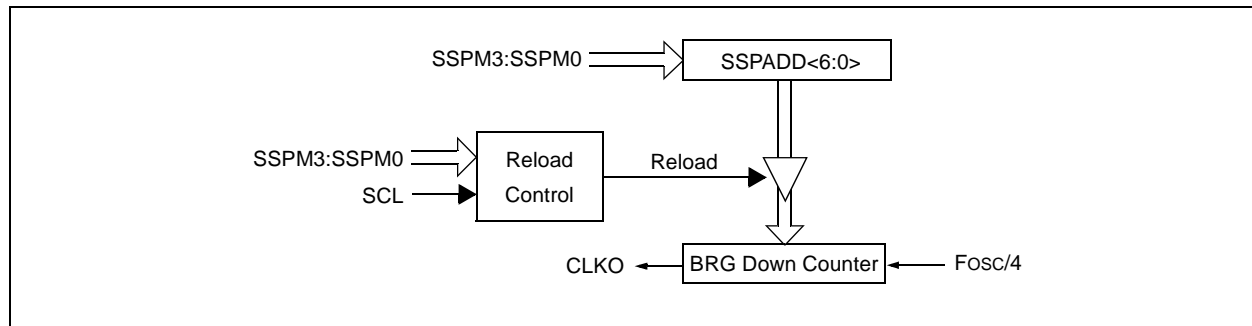 SSPM3:SSPM0
SSPADD<6:0>
SSPM3:SSPM0
SCL
Reload
Control
Reload
CLKO
BRG Down Counter
FOSC/4